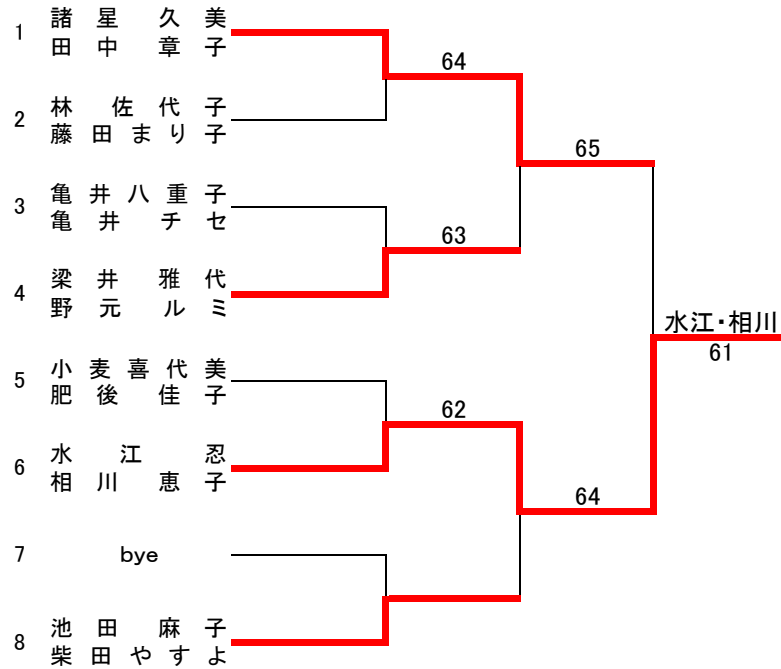 1 諸星久美
田中章子
2 林佐代子
藤田まり子
3 亀井八重子
亀井チセ
4 梁井雅代
野元ルミ
5 小麦喜代美
肥後佳子
6 水江忍
相川恵子
7 bye
8 池田麻子
柴田やすよ
64
63
62
65
64
水江・相川
61